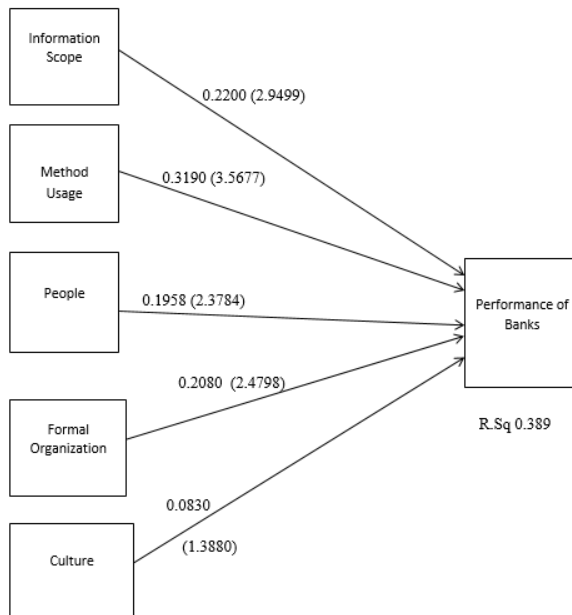 Information
Scope
0.2200 (2.9499)
Method
Usage
0.3190 (3.5677)
People
0.1958 (2.3784)
Performance of
Banks
Formal
Organization
0.2080 (2.4798)
R.Sq 0.389
Culture
0.0830
(1.3880)